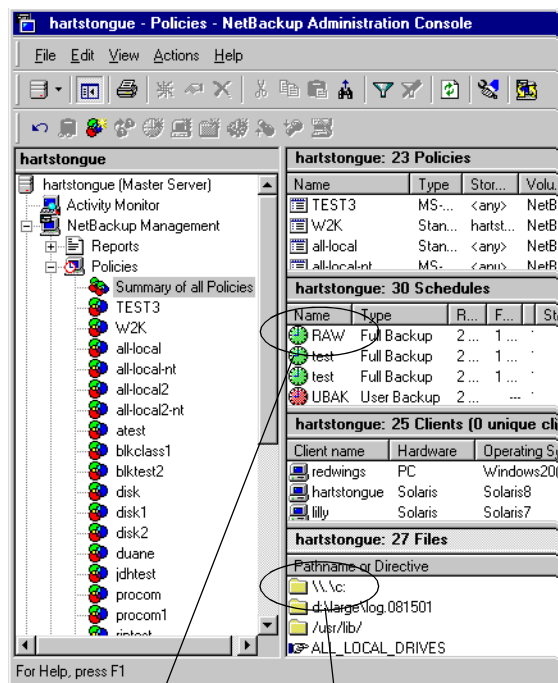 hartstongue - Policies - NetBackup Administration Console
File Edit View Actions Help
hartstongue
hartstongue (Master Server)
Activity Monitor
NetBackup Management
Reports
Policies
Summary of all Policies
TEST3
W2K
all-local
all-local-nt
all-local2
all-local2-nt
atest
blkclass1
blktest2
disk
disk1
disk2
duane
jdhtest
procom
procom1
hartstongue: 23 Policies
Name Type Stor... Volu.
TEST3 MS-... <any> NetB
W2K Stan... hartst... NetB
all-local Stan... <any> NetB
all-local-nt MS- <any> NetB
hartstongue: 30 Schedules
Name Type R... F... St
RAW Full Backup 2 ... 1 ...
test Full Backup 2 ... 1 ...
test Full Backup 2 ... 1 ...
UBAK User Backup 2 ... ---
hartstongue: 25 Clients (0 unique cli
Client name Hardware Operating Sy
redwings PC Windows20
hartstongue Solaris Solaris8
lilly Solaris Solaris7
hartstongue: 27 Files
Pathname or Directive
\\.\c:
d:\large\log.081501
/usr/lib/
ALL_LOCAL_DRIVES
For Help, press F1